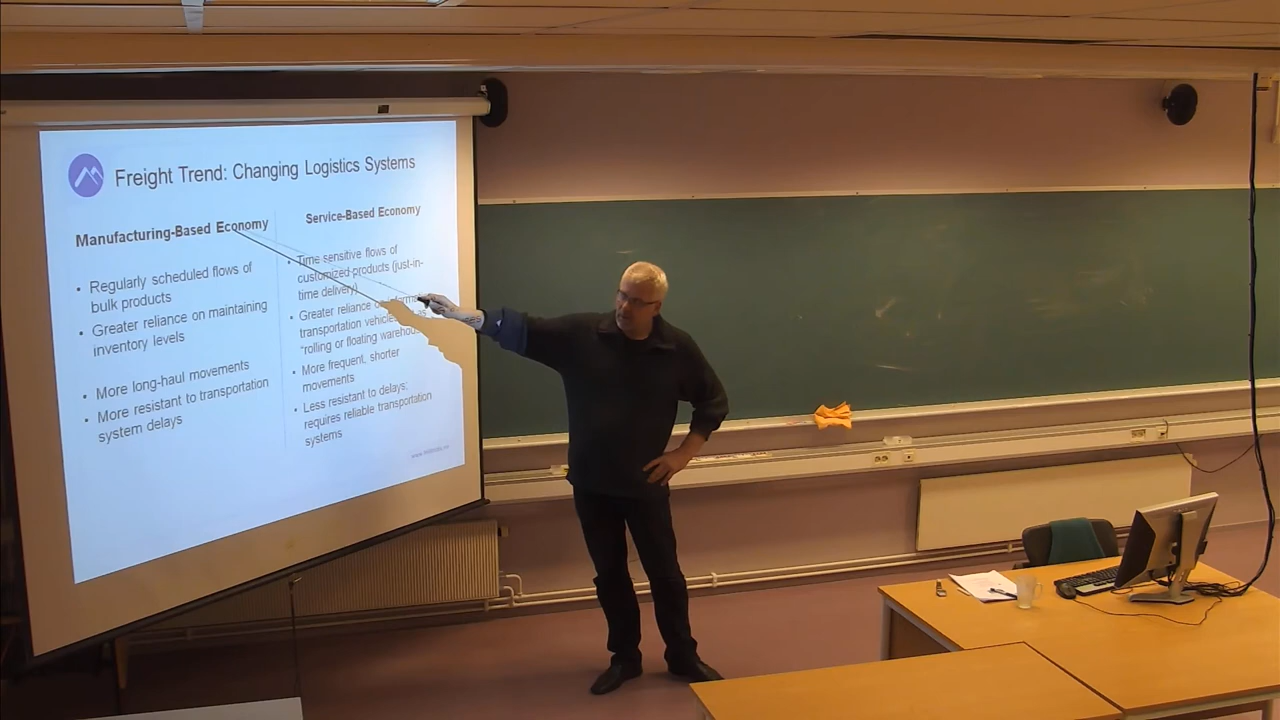 Freight Trend: Changing Logistics Systems
Manufacturing-Based Economy
• Regularly scheduled flows of
bulk products
• Greater reliance on maintaining
inventory levels
• More long-haul movements
• More resistant to transportation
system delays
Service-Based Economy
• Time sensitive flows of
customized products (just-in-
time delivery)
• Greater reliance on
transportation vehicles
"rolling or floating
• More frequent, shorter
movements
• Less resistant to delays:
requires reliable transportation
systems